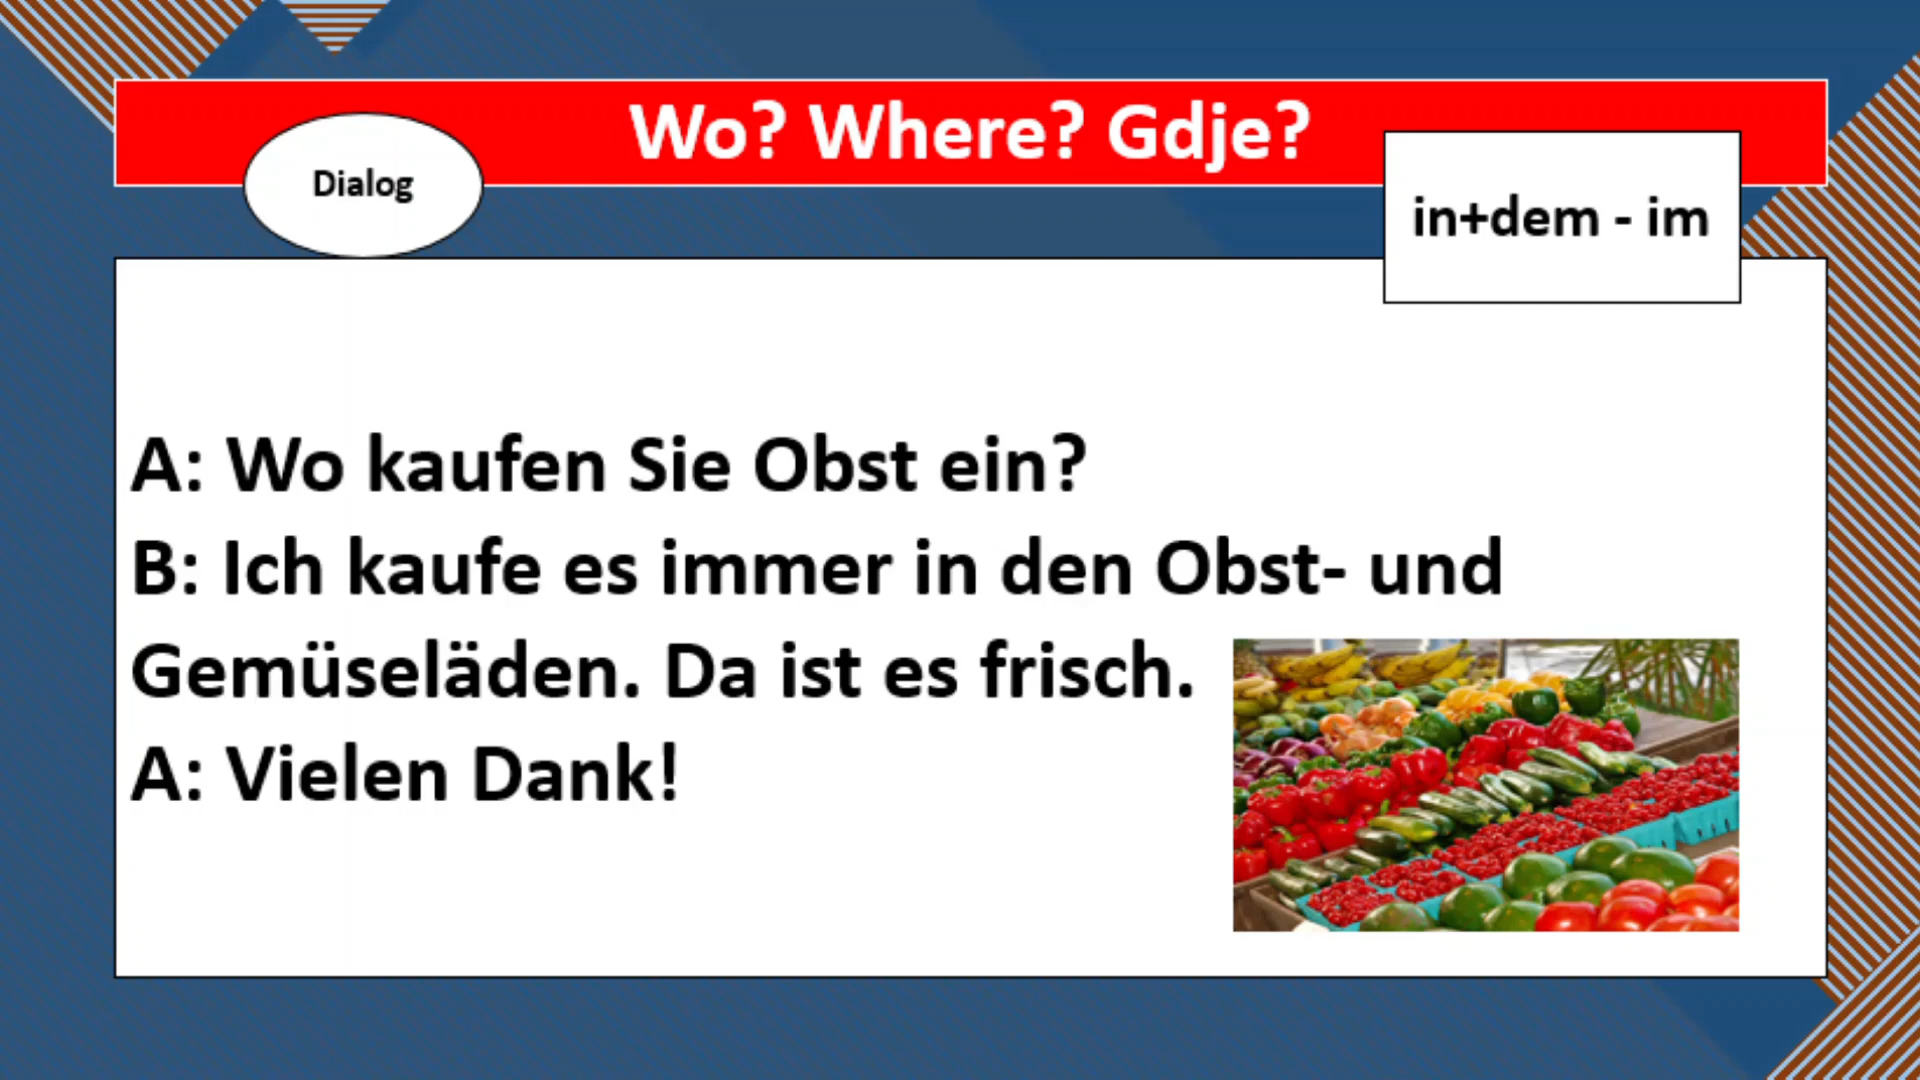 Wo? Where? Gdje?
Dialog
in+dem - im
A: Wo kaufen Sie Obst ein?
B: Ich kaufe es immer in den Obst- und
Gemüseläden. Da ist es frisch.
A: Vielen Dank!